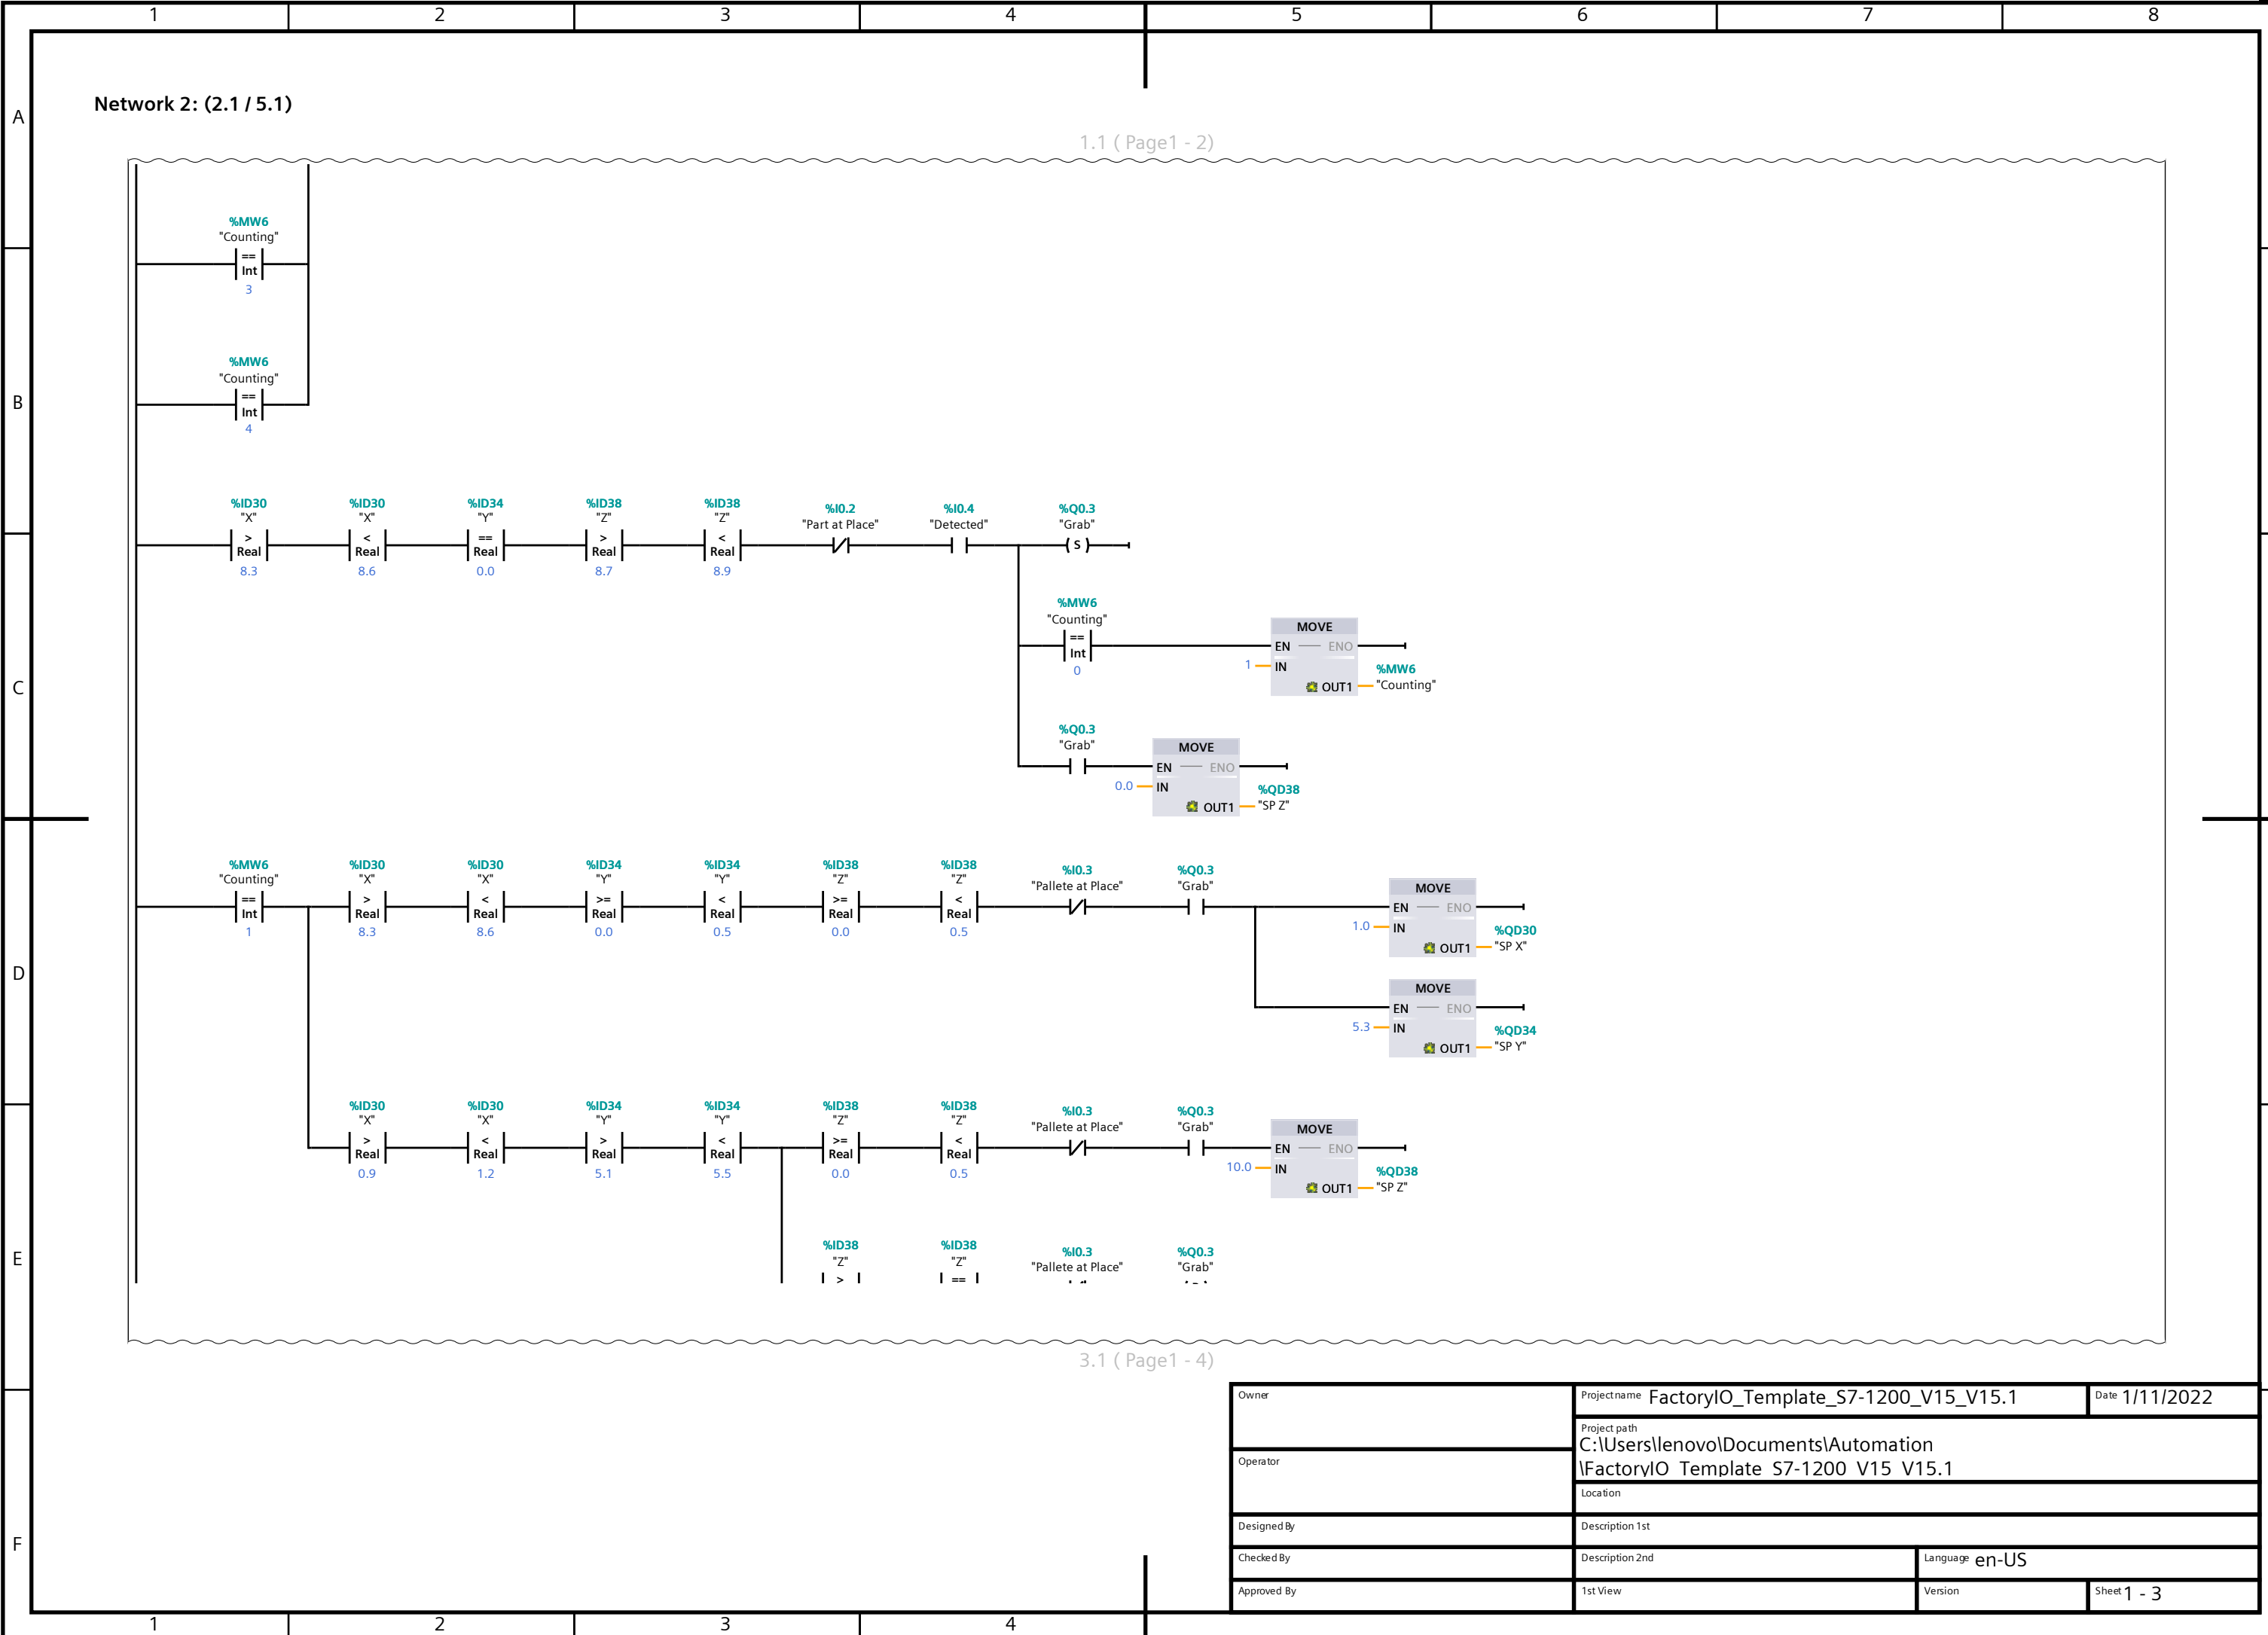 1 2 3 4 5 6 7 8
A
Network 2: (2.1 / 5.1)
1.1 ( Page1 - 2)
%MW6
"Counting"
==
Int
3
B
%MW6
"Counting"
==
Int
4
%ID30 %ID30 %ID34 %ID38 %ID38 %I0.2 %I0.4 %Q0.3
"X" "X" "Y" "Z" "Z" "Part at Place" "Detected" "Grab"
> < == > < ( S )
Real Real Real Real Real
8.3 8.6 0.0 8.7 8.9
C
%MW6
"Counting"
==
Int
0
MOVE
EN ENO
1 IN
OUT1
%MW6
"Counting"
%Q0.3
"Grab"
MOVE
EN ENO
0.0 IN
OUT1
%QD38
"SP Z"
D
%MW6 %ID30 %ID30 %ID34 %ID34 %ID38 %ID38 %I0.3 %Q0.3
"Counting" "X" "X" "Y" "Y" "Z" "Z" "Pallete at Place" "Grab"
== > < >= < >= <
Int Real Real Real Real Real Real
1 8.3 8.6 0.0 0.5 0.0 0.5
MOVE
EN ENO
1.0 IN
OUT1
%QD30
"SP X"
MOVE
EN ENO
5.3 IN
OUT1
%QD34
"SP Y"
E
%ID30 %ID30 %ID34 %ID34 %ID38 %ID38 %I0.3 %Q0.3
"X" "X" "Y" "Y" "Z" "Z" "Pallete at Place" "Grab"
> < > < >= <
Real Real Real Real Real Real
0.9 1.2 5.1 5.5 0.0 0.5
MOVE
EN ENO
10.0 IN
OUT1
%QD38
"SP Z"
%ID38 %ID38 %I0.3 %Q0.3
"Z" "Z" "Pallete at Place" "Grab"
> ==
3.1 ( Page1 - 4)
F
Owner
Projectname FactoryIO_Template_S7-1200_V15_V15.1
Date 1/11/2022
Project path
C:\Users\lenovo\Documents\Automation
\FactoryIO_Template_S7-1200_V15_V15.1
Operator
Location
Designed By
Description 1st
Checked By
Description 2nd
Language en-US
Approved By
1st View
Version
Sheet 1 - 3
1 2 3 4